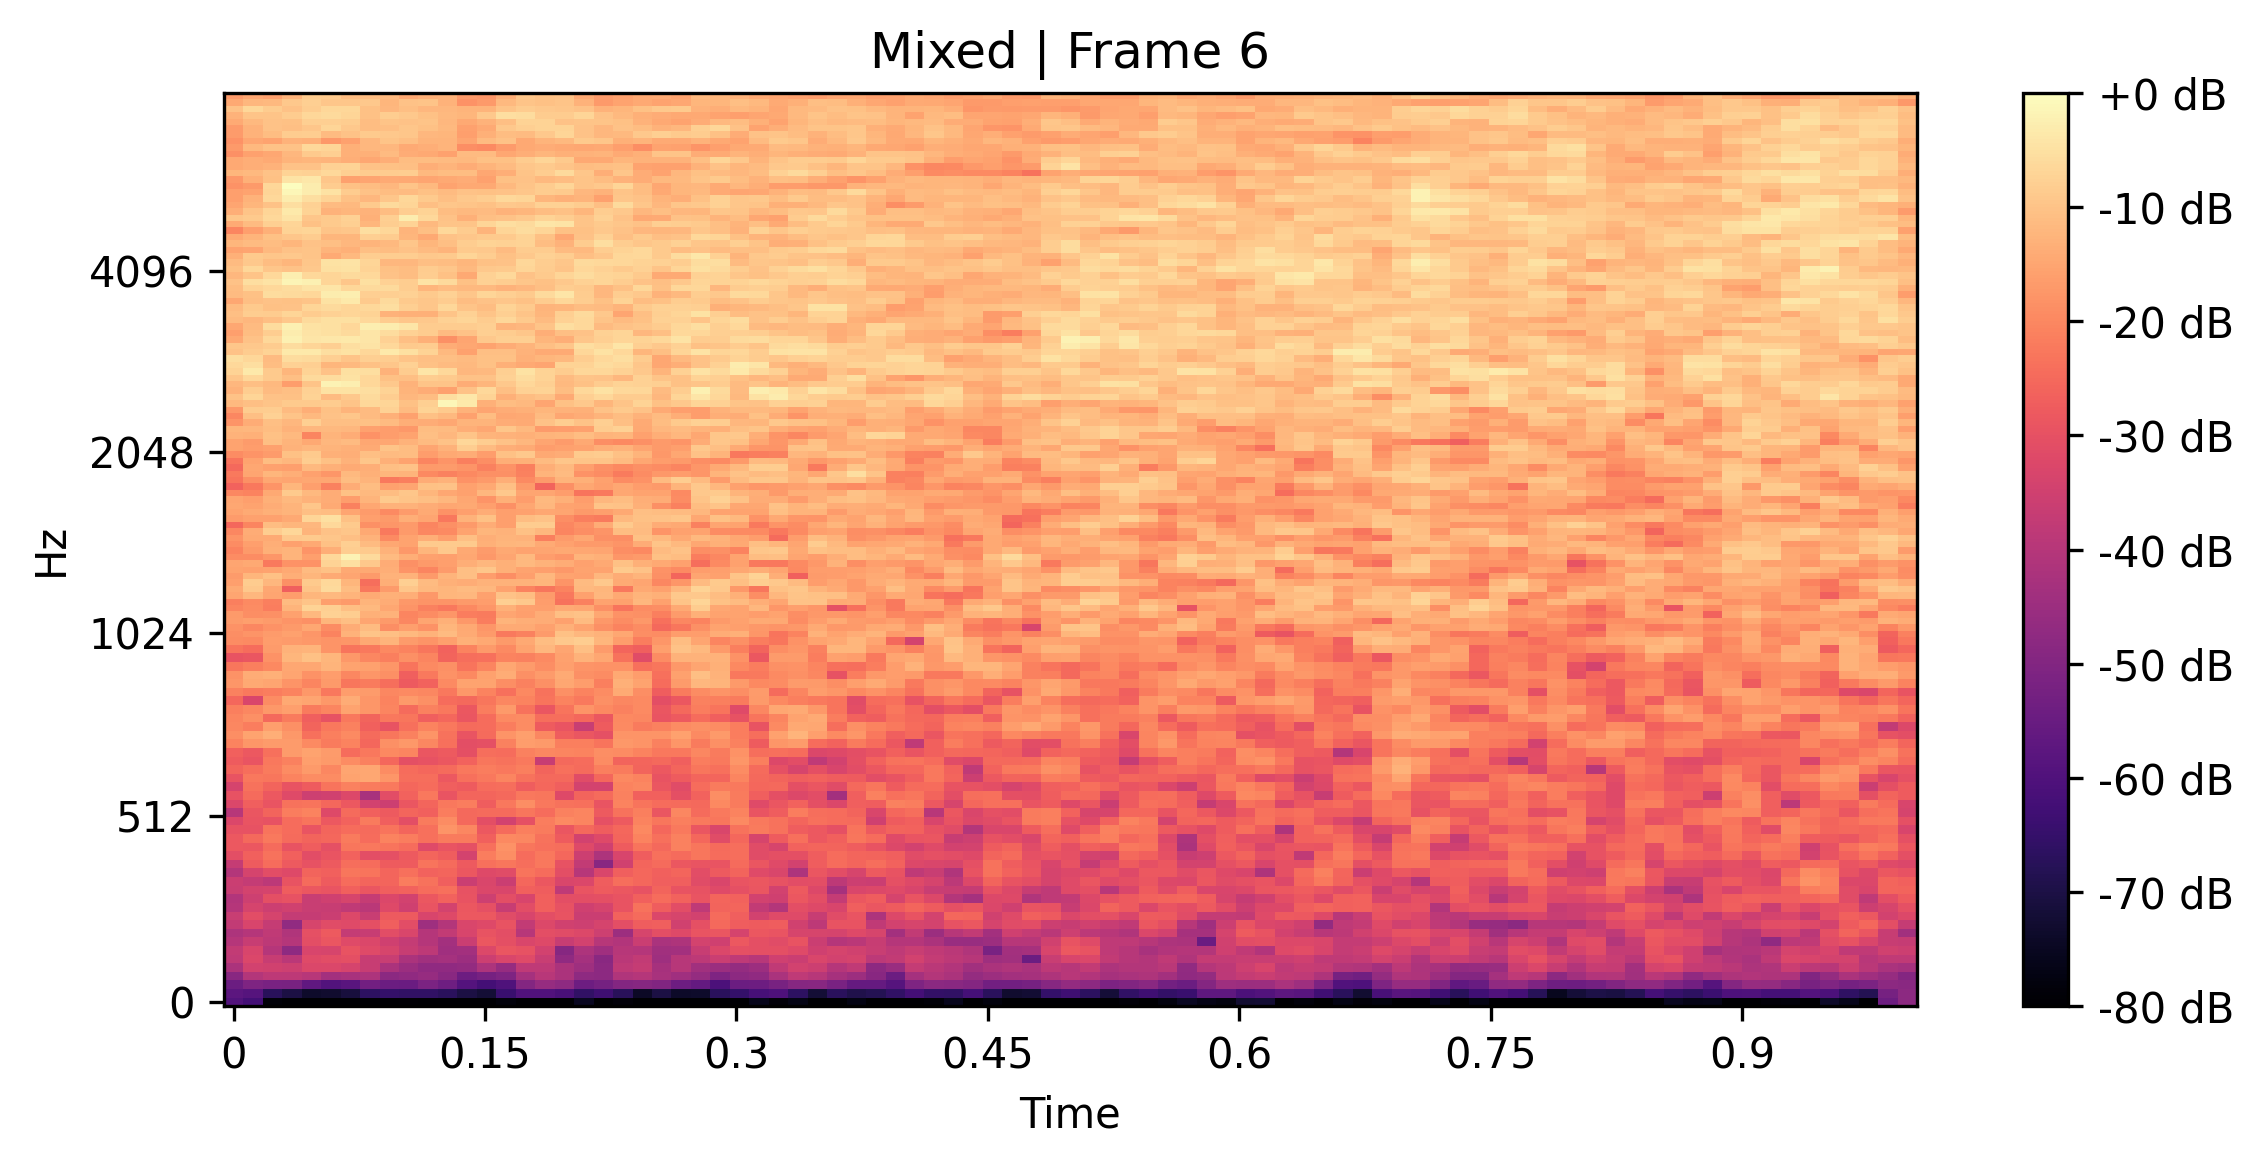 Mixed | Frame 6
+0 dB
-10 dB
-20 dB
-30 dB
-40 dB
-50 dB
-60 dB
-70 dB
-80 dB
Hz
4096
2048
1024
512
0
0 0.15 0.3 0.45 0.6 0.75 0.9
Time